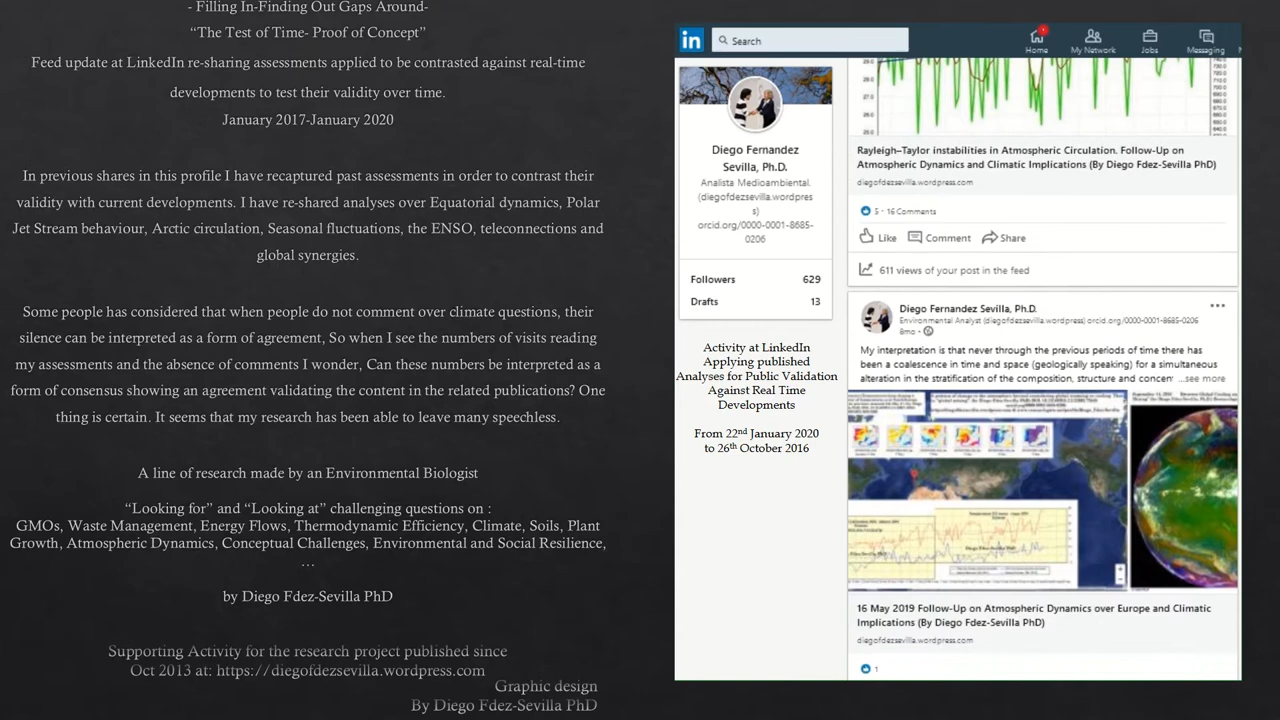 - Filling In-Finding Out Gaps Around-
“The Test of Time- Proof of Concept”
Feed update at LinkedIn re-sharing assessments applied to be contrasted against real-time
developments to test their validity over time.
January 2017-January 2020
In previous shares in this profile I have recaptured past assessments in order to contrast their
validity with current developments. I have re-shared analyses over Equatorial dynamics, Polar
Jet Stream behaviour, Arctic circulation, Seasonal fluctuations, the ENSO, teleconnections and
global synergies.
Some people has considered that when people do not comment over climate questions, their
silence can be interpreted as a form of agreement, So when I see the numbers of visits reading
my assessments and the absence of comments I wonder, Can these numbers be interpreted as a
form of consensus showing an agreement validating the content in the related publications? One
thing is certain. It seems that my assessments seem capable to leave many speechless.
A line of research made by an Environmental Biologist
“Looking for” and “Looking at” challenging questions on :
GMOs, Waste Management, Energy Flows, Thermodynamic Efficiency, Climate, Soils, Plant
Growth, Atmospheric Dynamics, Conceptual Challenges, Environmental and Social Resilience,
…
by Diego Fdez-Sevilla PhD
Supporting Activity for the research project published since
Oct 2013 at: https://diegofdezsevilla.wordpress.com
Graphic design
By Diego Fdez-Sevilla PhD
in
Search
Home
My Network
Jobs
Messaging
Diego Fernandez
Sevilla, Ph.D.
Analista Medioambiental.
(diegofdezsevilla.wordpres
s)
orcid.org/0000-0001-8685-
0206
Followers 629
Drafts 13
Activity at LinkedIn
Applying published
Analyses for Public Validation
Against Real Time
Developments
From 22nd January 2020
to 26th October 2016
Rayleigh–Taylor instabilities in Atmospheric Circulation. Follow-Up on
Atmospheric Dynamics and Climatic Implications (By Diego Fdez-Sevilla PhD)
diegofdezsevilla.wordpress.com
5 · 16 Comments
Like Comment Share
611 views of your post in the feed
Diego Fernandez Sevilla, Ph.D.
Environmental Analyst (diegofdezsevilla.wordpress) orcid.org/0000-0001-8685-0206
8mo •
My interpretation is that never through the previous periods of time there has
been a coalescence in time and space (geologically speaking) for a simultaneous
alteration in the stratification of the composition, structure and concen ...see more
16 May 2019 Follow-Up on Atmospheric Dynamics over Europe and Climatic
Implications (By Diego Fdez-Sevilla PhD)
diegofdezsevilla.wordpress.com
1